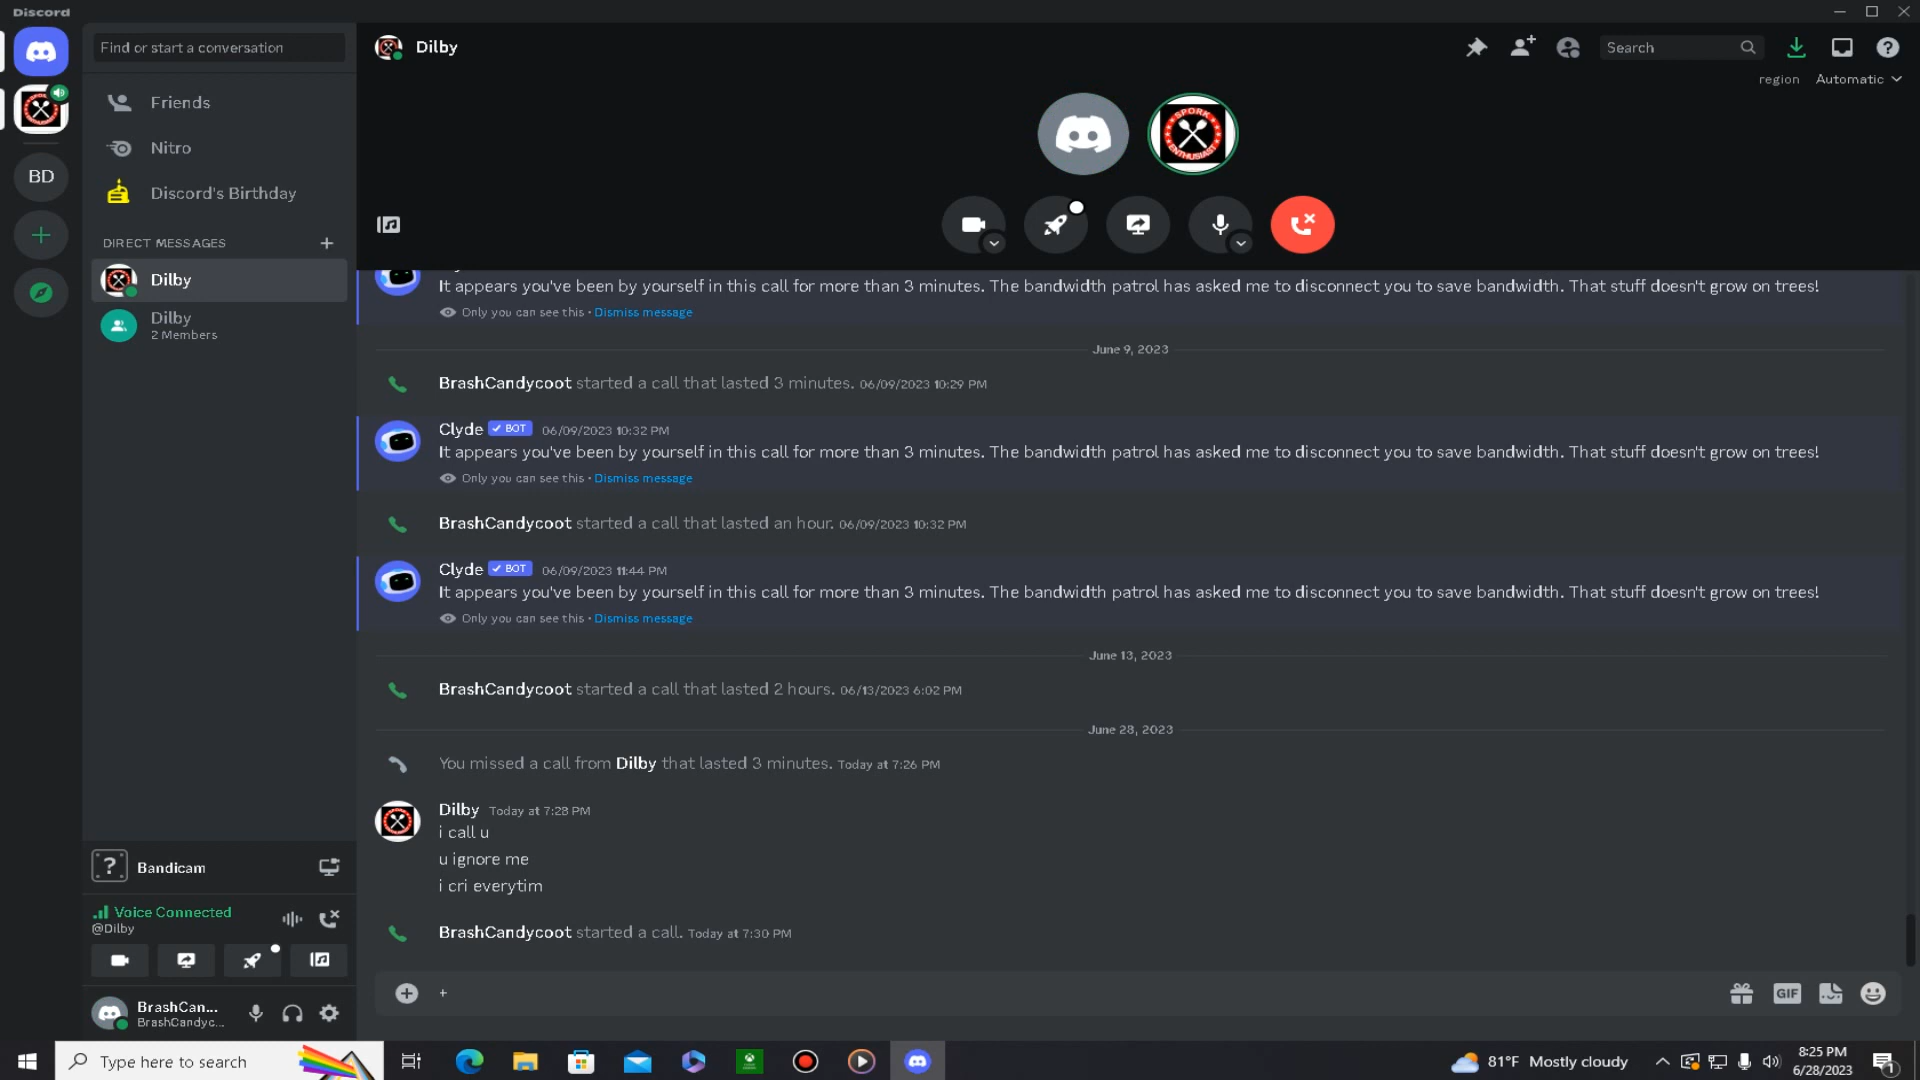 Discord
Find or start a conversation
Friends
Nitro
Discord's Birthday
DIRECT MESSAGES
Dilby
Dilby
2 Members
BD
Bandicam
Voice Connected
@Dilby
BrashCan...
BrashCandyc...
Dilby
Search
region Automatic
SPORK
ENTHUSIAST
It appears you've been by yourself in this call for more than 3 minutes. The bandwidth patrol has asked me to disconnect you to save bandwidth. That stuff doesn't grow on trees!
Only you can see this • Dismiss message
June 9, 2023
BrashCandycoot started a call that lasted 3 minutes. 06/09/2023 10:29 PM
Clyde BOT 06/09/2023 10:32 PM
It appears you've been by yourself in this call for more than 3 minutes. The bandwidth patrol has asked me to disconnect you to save bandwidth. That stuff doesn't grow on trees!
Only you can see this • Dismiss message
BrashCandycoot started a call that lasted an hour. 06/09/2023 10:32 PM
Clyde BOT 06/09/2023 11:44 PM
It appears you've been by yourself in this call for more than 3 minutes. The bandwidth patrol has asked me to disconnect you to save bandwidth. That stuff doesn't grow on trees!
Only you can see this • Dismiss message
June 13, 2023
BrashCandycoot started a call that lasted 2 hours. 06/13/2023 6:02 PM
June 28, 2023
You missed a call from Dilby that lasted 3 minutes. Today at 7:26 PM
Dilby Today at 7:28 PM
i call u
u ignore me
i cri everytim
BrashCandycoot started a call. Today at 7:30 PM
+
GIF
Type here to search
81°F Mostly cloudy
8:25 PM
6/28/2023
1